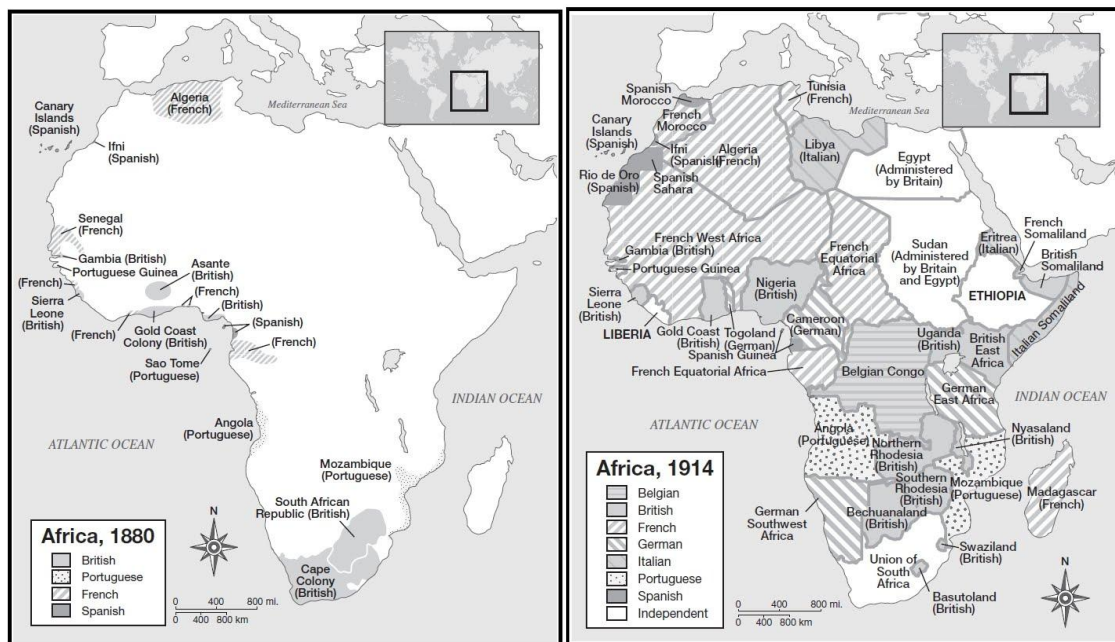 Algeria
(French)
Mediterranean Sea
Canary
Islands
(Spanish)
Ifni
(Spanish)
Senegal
(French)
Gambia (British)
Portuguese Guinea
Asante
(British)
(French)
(French)
(British)
Sierra
Leone
(British)
(Spanish)
(French)
Gold Coast
Colony (British)
(French)
Sao Tome
(Portuguese)
INDIAN OCEAN
Angola
(Portuguese)
ATLANTIC OCEAN
Mozambique
(Portuguese)
South African
Republic (British)
Cape
Colony
(British)
N
Africa, 1880
British
Portuguese
French
Spanish
0 400 800 mi.
0 400 800 km
Spanish
Morocco
Tunisia
(French)
Mediterranean Sea
French
Morocco
Canary
Islands
(Spanish)
Ifni
(Spanish)
Algeria
(French)
Libya
(Italian)
Egypt
(Administered
by Britain)
Rio de Oro
(Spanish)
Spanish
Sahara
French West Africa
Gambia (British)
Portuguese Guinea
French
Equatorial
Africa
Sudan
(Administered
by Britain
and Egypt)
Eritrea
(Italian)
French
Somaliland
British
Somaliland
Nigeria
(British)
ETHIOPIA
Sierra
Leone
(British)
LIBERIA
Gold Coast
(British)
Togoland
(German)
Cameroon
(German)
Spanish Guinea
French Equatorial Africa
Uganda
(British)
British
East
Africa
Italian Somaliland
Belgian Congo
German
East Africa
INDIAN OCEAN
ATLANTIC OCEAN
Angola
(Portuguese)
Northern
Rhodesia
(British)
Nyasaland
(British)
Southern
Rhodesia
(British)
Mozambique
(Portuguese)
Madagascar
(French)
German
Southwest
Africa
Bechuanaland
(British)
Swaziland
(British)
Union of
South
Africa
Basutoland
(British)
Africa, 1914
Belgian
British
French
German
Italian
Portuguese
Spanish
Independent
0 400 800 mi.
0 400 800 km
N